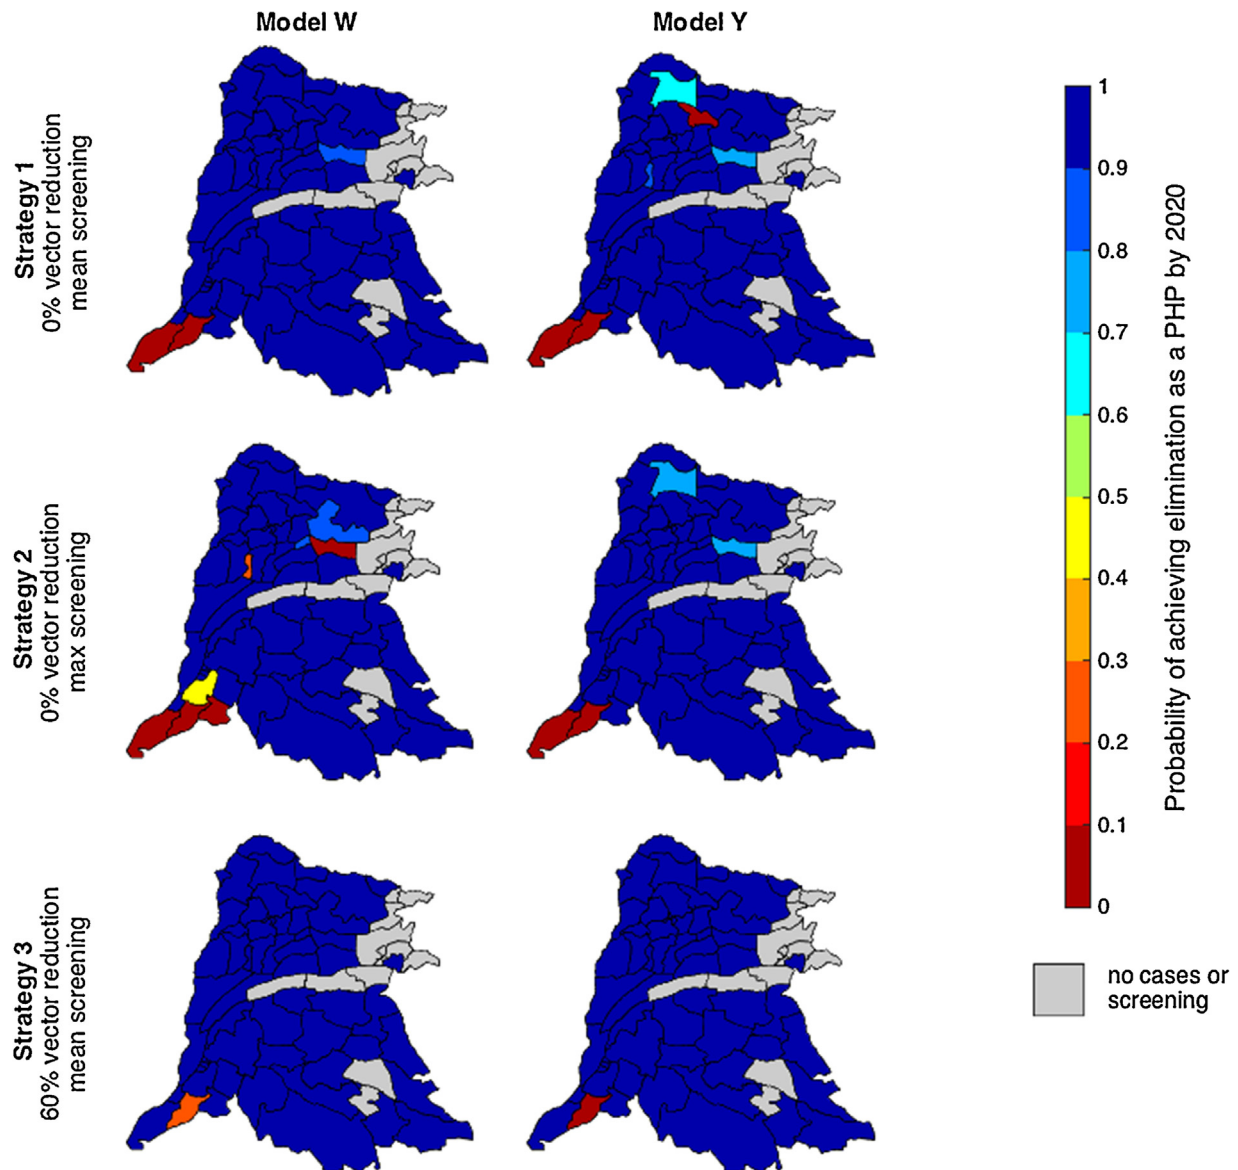 Model W
Model Y
Strategy 1
0% vector reduction
mean screening
Strategy 2
0% vector reduction
max screening
Strategy 3
60% vector reduction
mean screening
1
0.9
0.8
0.7
0.6
0.5
0.4
0.3
0.2
0.1
0
Probability of achieving elimination as a PHP by 2020
no cases or
screening